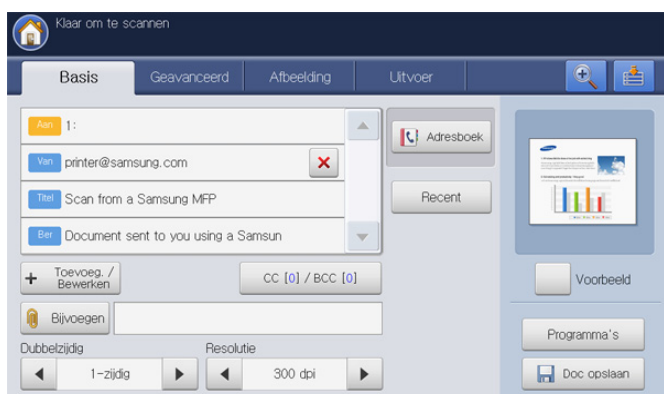 Klaar om te scannen
Basis
Geavanceerd
Afbeelding
Uitvoer
Aan 1:
Van printer@samsung.com
Titel Scan from a Samsung MFP
Ber Document sent to you using a Samsun
Adresboek
Recent
+ Toevoeg. /
Bewerken
CC [0] / BCC [0]
Bijvoegen
Voorbeeld
Dubbelzijdig
Resolutie
1-zijdig
300 dpi
Programma's
Doc opslaan